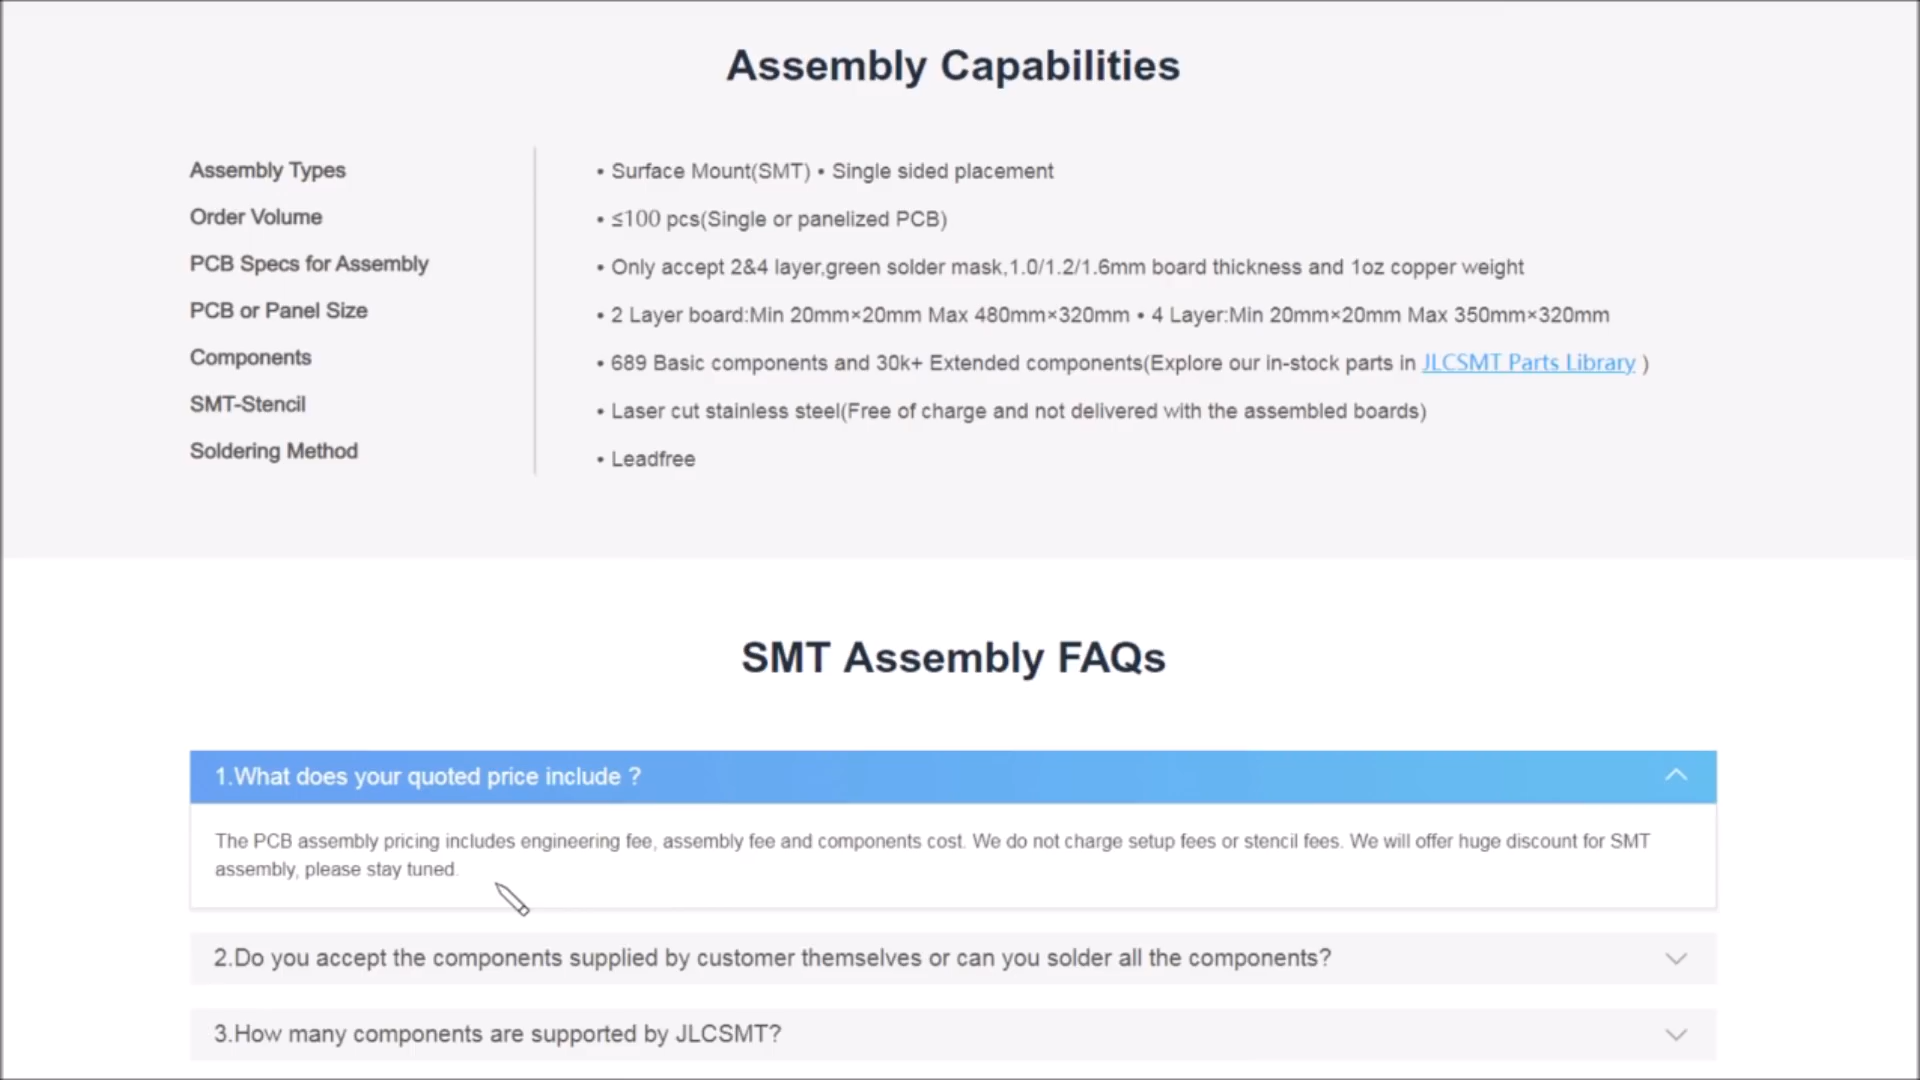 Assembly Capabilities
Assembly Types
• Surface Mount(SMT) • Single sided placement
Order Volume
• ≤100 pcs(Single or panelized PCB)
PCB Specs for Assembly
• Only accept 2&4 layer,green solder mask,1.0/1.2/1.6mm board thickness and 1oz copper weight
PCB or Panel Size
• 2 Layer board:Min 20mm×20mm Max 480mm×320mm • 4 Layer:Min 20mm×20mm Max 350mm×320mm
Components
• 689 Basic components and 30k+ Extended components(Explore our in-stock parts in JLCSMT Parts Library )
SMT-Stencil
• Laser cut stainless steel(Free of charge and not delivered with the assembled boards)
Soldering Method
• Leadfree
SMT Assembly FAQs
1.What does your quoted price include ?
The PCB assembly pricing includes engineering fee, assembly fee and components cost. We do not charge setup fees or stencil fees. We will offer huge discount for SMT
assembly, please stay tuned.
2.Do you accept the components supplied by customer themselves or can you solder all the components?
3.How many components are supported by JLCSMT?